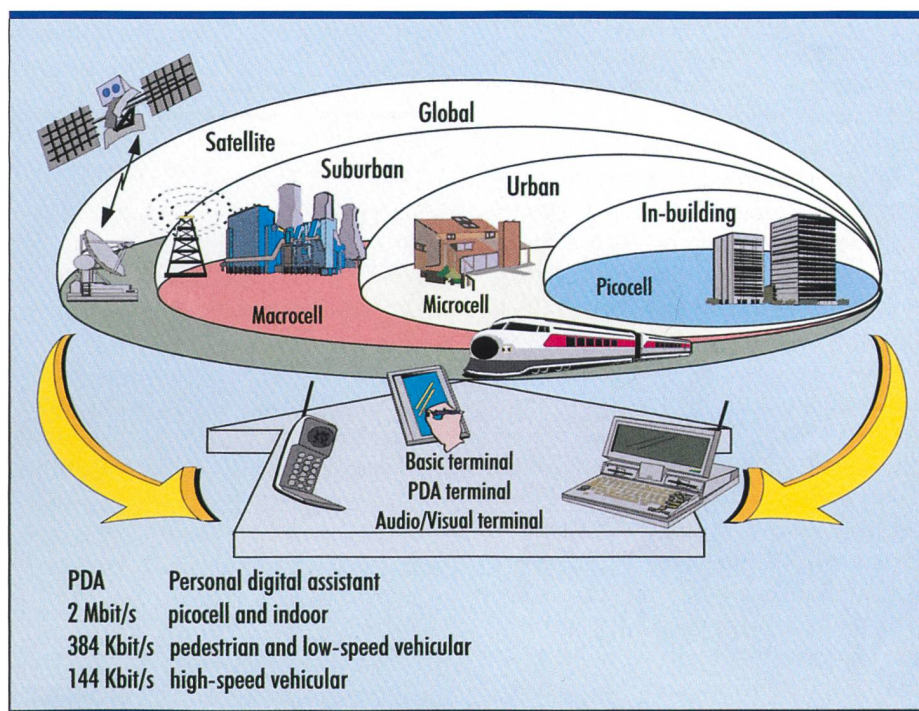 Global
Satellite
Suburban
Urban
In-building
Picocell
Microcell
Macrocell
Basic terminal
PDA terminal
Audio/Visual terminal
PDA Personal digital assistant
2 Mbit/s picocell and indoor
384 Kbit/s pedestrian and low-speed vehicular
144 Kbit/s high-speed vehicular